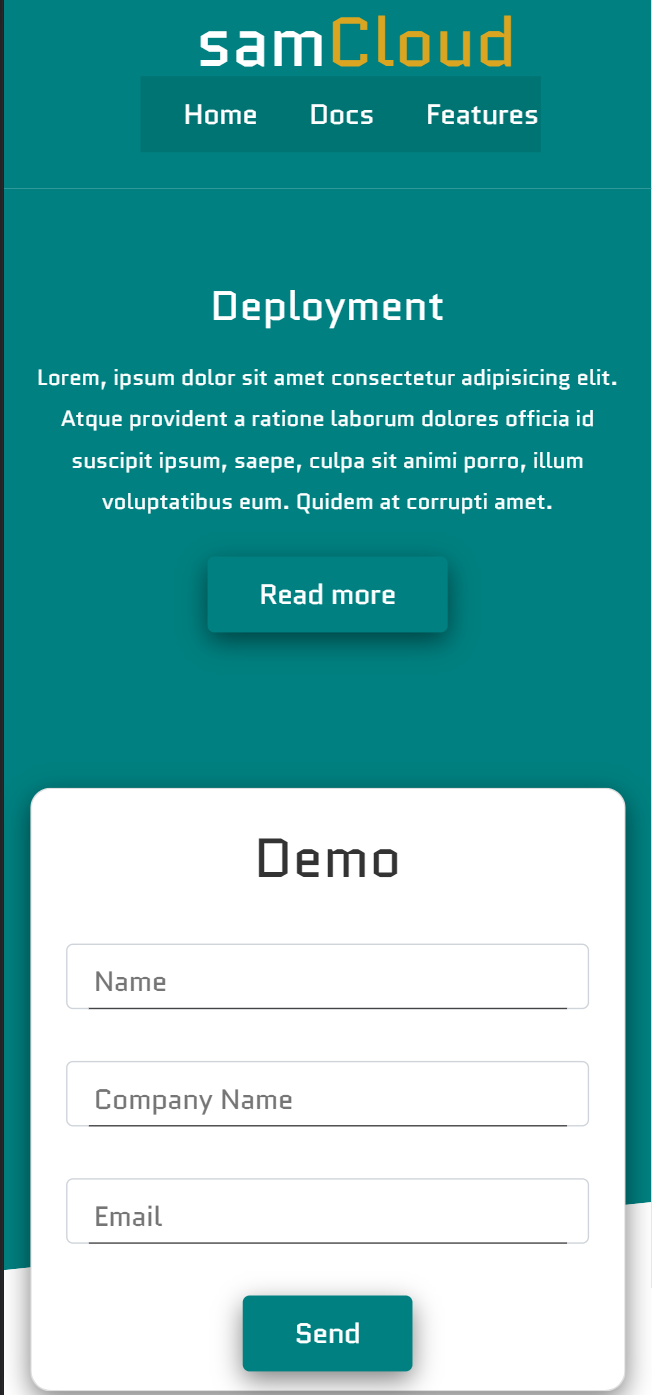 samCloud
Home Docs Features
Deployment
Lorem, ipsum dolor sit amet consectetur adipisicing elit.
Atque provident a ratione laborum dolores officia id
suscipit ipsum, saepe, culpa sit animi porro, illum
voluptatibus eum. Quidem at corrupti amet.
Read more
Demo
Name
Company Name
Email
Send